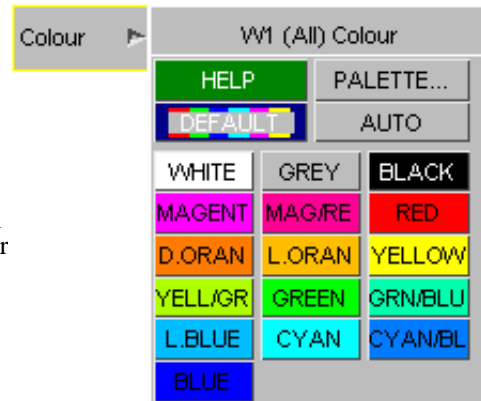 Colour
W1 (All) Colour
HELP PALETTE...
DEFAULT AUTO
WHITE GREY BLACK
MAGENT MAG/RE RED
D.ORAN L.ORAN YELLOW
YELL/GR GREEN GRN/BLU
L.BLUE CYAN CYAN/BL
BLUE
r